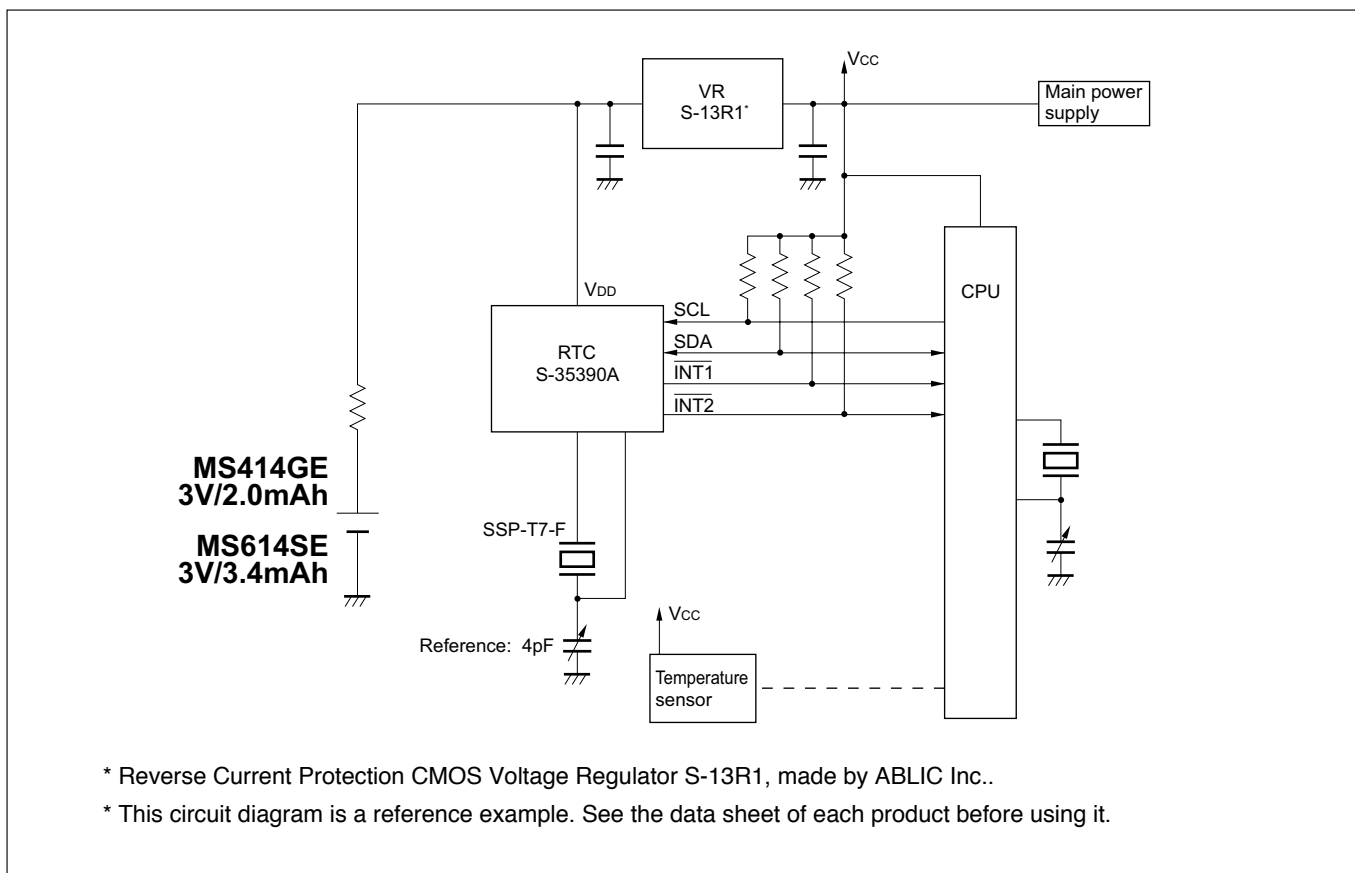 VCC
VR
S-13R1*
Main power
supply
VDD
CPU
SCL
SDA
INT1
INT2
RTC
S-35390A
MS414GE
3V/2.0mAh
MS614SE
3V/3.4mAh
SSP-T7-F
Reference: 4pF
VCC
Temperature
sensor
* Reverse Current Protection CMOS Voltage Regulator S-13R1, made by ABLIC Inc..
* This circuit diagram is a reference example. See the data sheet of each product before using it.